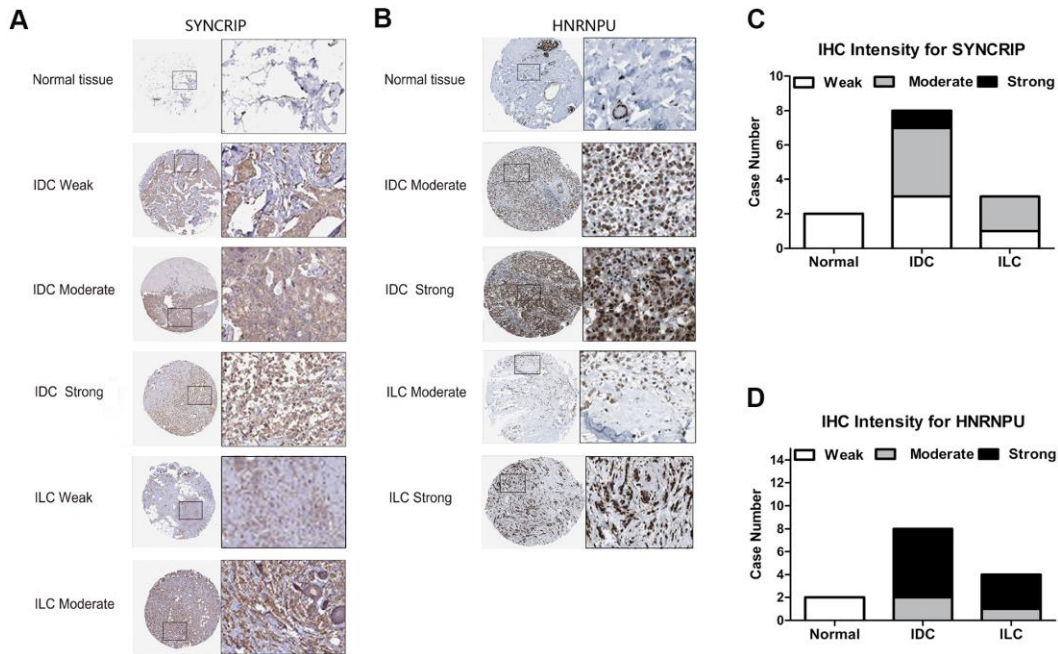 A
SYNCRIP
Normal tissue
IDC Weak
IDC Moderate
IDC Strong
ILC Weak
ILC Moderate
B
HNRNPU
Normal tissue
IDC Moderate
IDC Strong
ILC Moderate
ILC Strong
C
IHC Intensity for SYNCRIP
Weak Moderate Strong
Case Number
10
8
6
4
2
0
Normal IDC ILC
D
IHC Intensity for HNRNPU
Weak Moderate Strong
Case Number
14
12
10
8
6
4
2
0
Normal IDC ILC